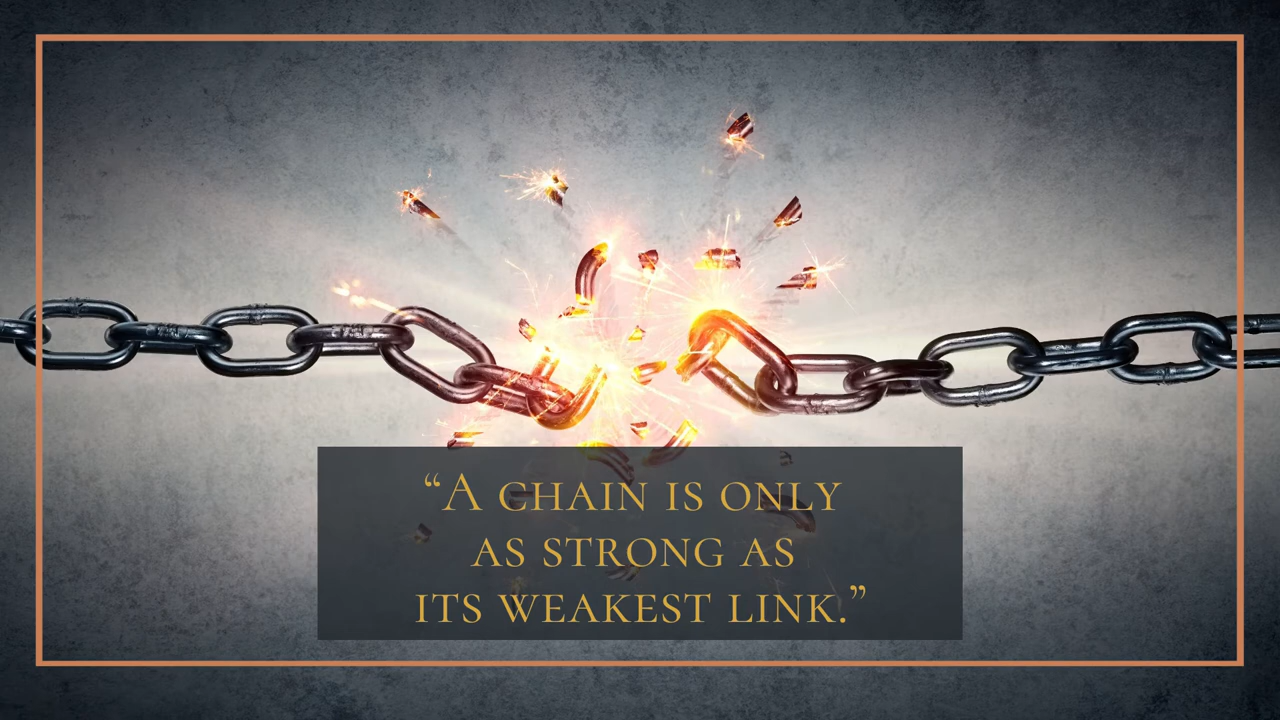 “A chain is only
as strong as
its weakest link.”